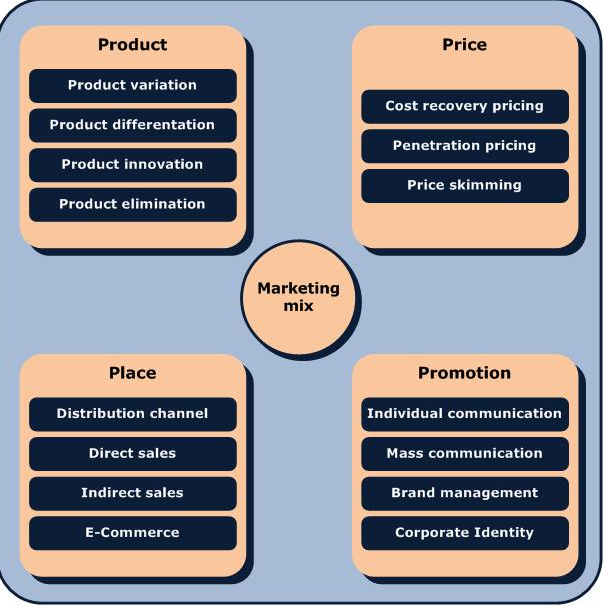 Product
Product variation
Product differentation
Product innovation
Product elimination
Price
Cost recovery pricing
Penetration pricing
Price skimming
Marketing
mix
Place
Distribution channel
Direct sales
Indirect sales
E-Commerce
Promotion
Individual communication
Mass communication
Brand management
Corporate Identity